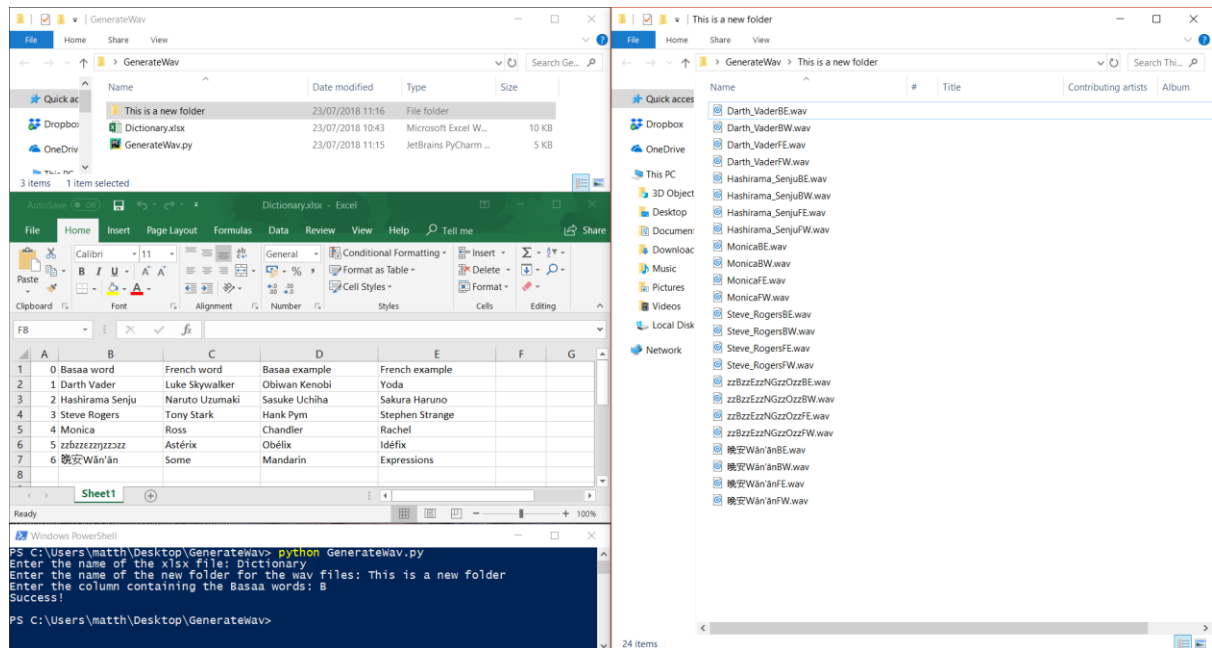 GenerateWav
File Home Share View
GenerateWav
Search Ge...
Name Date modified Type Size
Quick ac
Dropbox
OneDriv
This is a new folder 23/07/2018 11:16 File folder
Dictionary.xlsx 23/07/2018 10:43 Microsoft Excel W... 10 KB
GenerateWav.py 23/07/2018 11:15 JetBrains PyCharm ... 5 KB
3 items 1 item selected
AutoSave Off Dictionary.xlsx - Excel
File Home Insert Page Layout Formulas Data Review View Help Tell me Share
Paste
Calibri 11
B I U A A
General
Conditional Formatting
Format as Table
Cell Styles
Insert
Delete
Format
Clipboard Font Alignment Number Styles Cells Editing
F8 fx
A B C D E F G
1 0 Basaa word French word Basaa example French example
2 1 Darth Vader Luke Skywalker Obiwan Kenobi Yoda
3 2 Hashirama Senju Naruto Uzumaki Sasuke Uchiha Sakura Haruno
4 3 Steve Rogers Tony Stark Hank Pym Stephen Strange
5 4 Monica Ross Chandler Rachel
6 5 zzɓzzɛzzŋzzɔzz Astérix Obélix Idéfix
7 6 晚安Wǎn'ān Some Mandarin Expressions
8
Sheet1
Ready 100%
Windows PowerShell
PS C:\Users\matth\Desktop\GenerateWav> python GenerateWav.py
Enter the name of the xlsx file: Dictionary
Enter the name of the new folder for the wav files: This is a new folder
Enter the column containing the Basaa words: B
Success!
PS C:\Users\matth\Desktop\GenerateWav>
This is a new folder
File Home Share View
GenerateWav > This is a new folder
Search Thi...
Name # Title Contributing artists Album
Quick acces
Dropbox
OneDrive
This PC
3D Object
Desktop
Documen
Downloac
Music
Pictures
Videos
Local Disk
Network
Darth_VaderBE.wav
Darth_VaderBW.wav
Darth_VaderFE.wav
Darth_VaderFW.wav
Hashirama_SenjuBE.wav
Hashirama_SenjuBW.wav
Hashirama_SenjuFE.wav
Hashirama_SenjuFW.wav
MonicaBE.wav
MonicaBW.wav
MonicaFE.wav
MonicaFW.wav
Steve_RogersBE.wav
Steve_RogersBW.wav
Steve_RogersFE.wav
Steve_RogersFW.wav
zzBzzEzzNGzzOzzBE.wav
zzBzzEzzNGzzOzzBW.wav
zzBzzEzzNGzzOzzFE.wav
zzBzzEzzNGzzOzzFW.wav
晚安Wǎn'ānBE.wav
晚安Wǎn'ānBW.wav
晚安Wǎn'ānFE.wav
晚安Wǎn'ānFW.wav
24 items